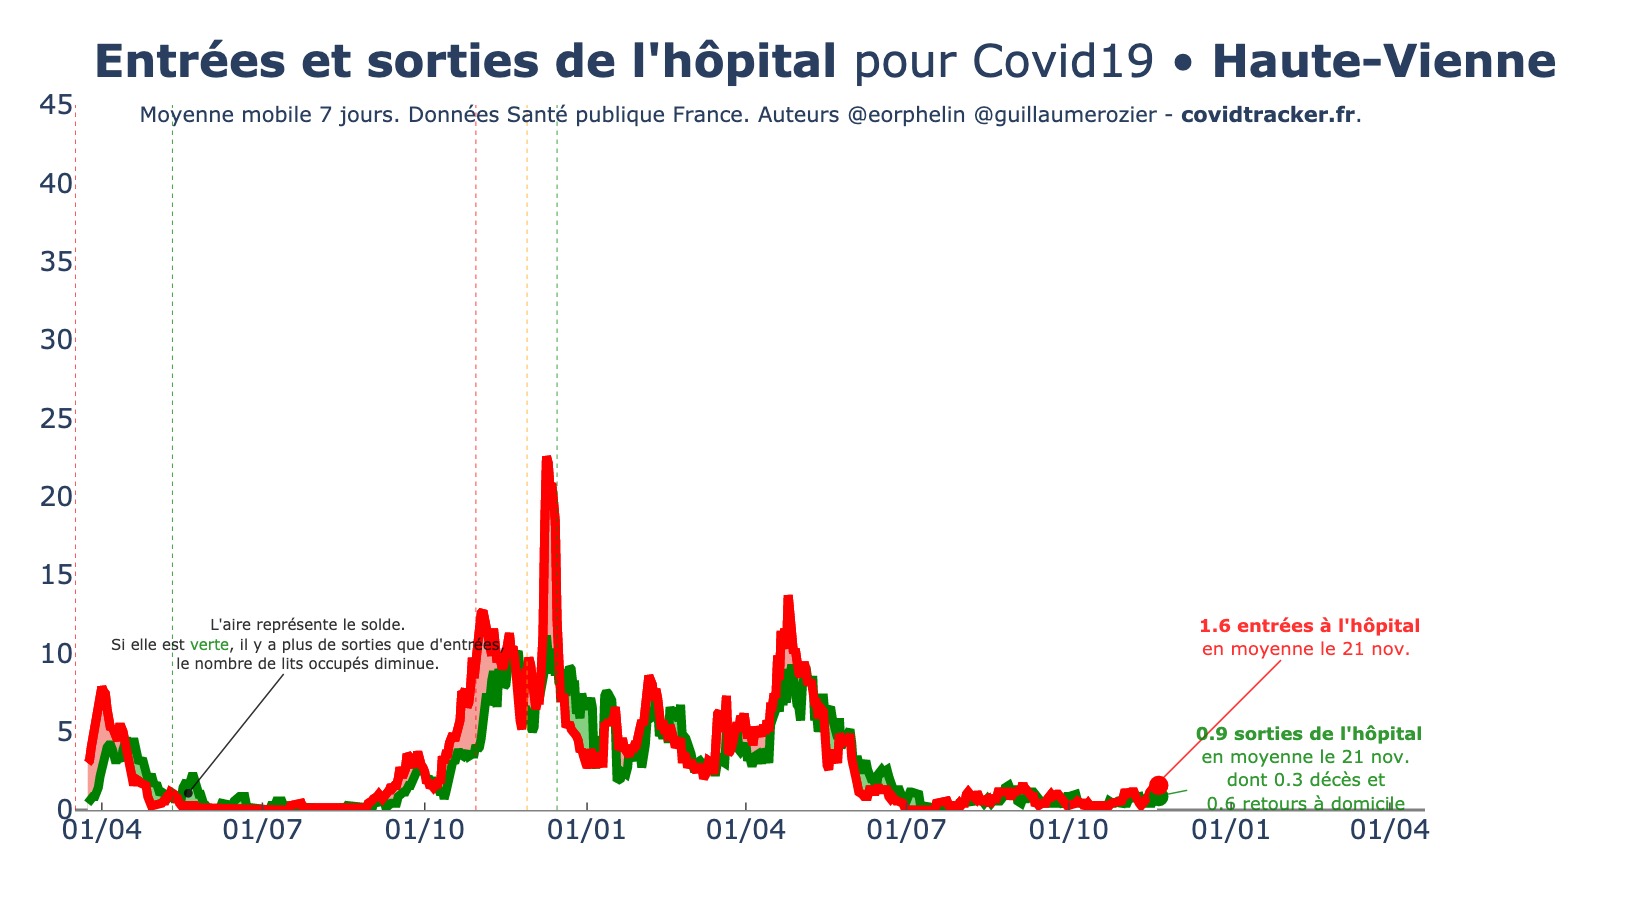 Entrées et sorties de l'hôpital pour Covid19 • Haute-Vienne
Moyenne mobile 7 jours. Données Santé publique France. Auteurs @eorphelin @guillaumerozier - covidtracker.fr.
45
40
35
30
25
20
15
10
5
0
L'aire représente le solde.
Si elle est verte, il y a plus de sorties que d'entrées,
le nombre de lits occupés diminue.
1.6 entrées à l'hôpital
en moyenne le 21 nov.
0.9 sorties de l'hôpital
en moyenne le 21 nov.
dont 0.3 décès et
0.6 retours à domicile
01/04 01/07 01/10 01/01 01/04 01/07 01/10 01/01 01/04